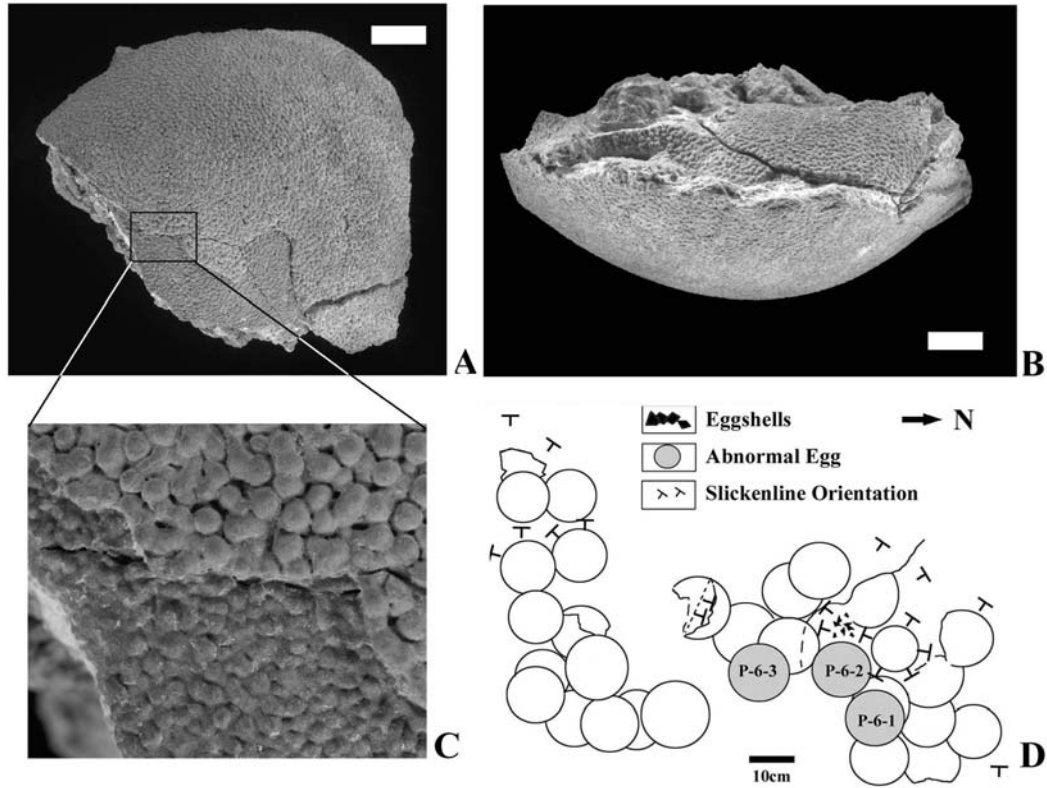 A
B
C
Eggshells
N
Abnormal Egg
Slickenline Orientation
P-6-3
P-6-2
P-6-1
10cm
D